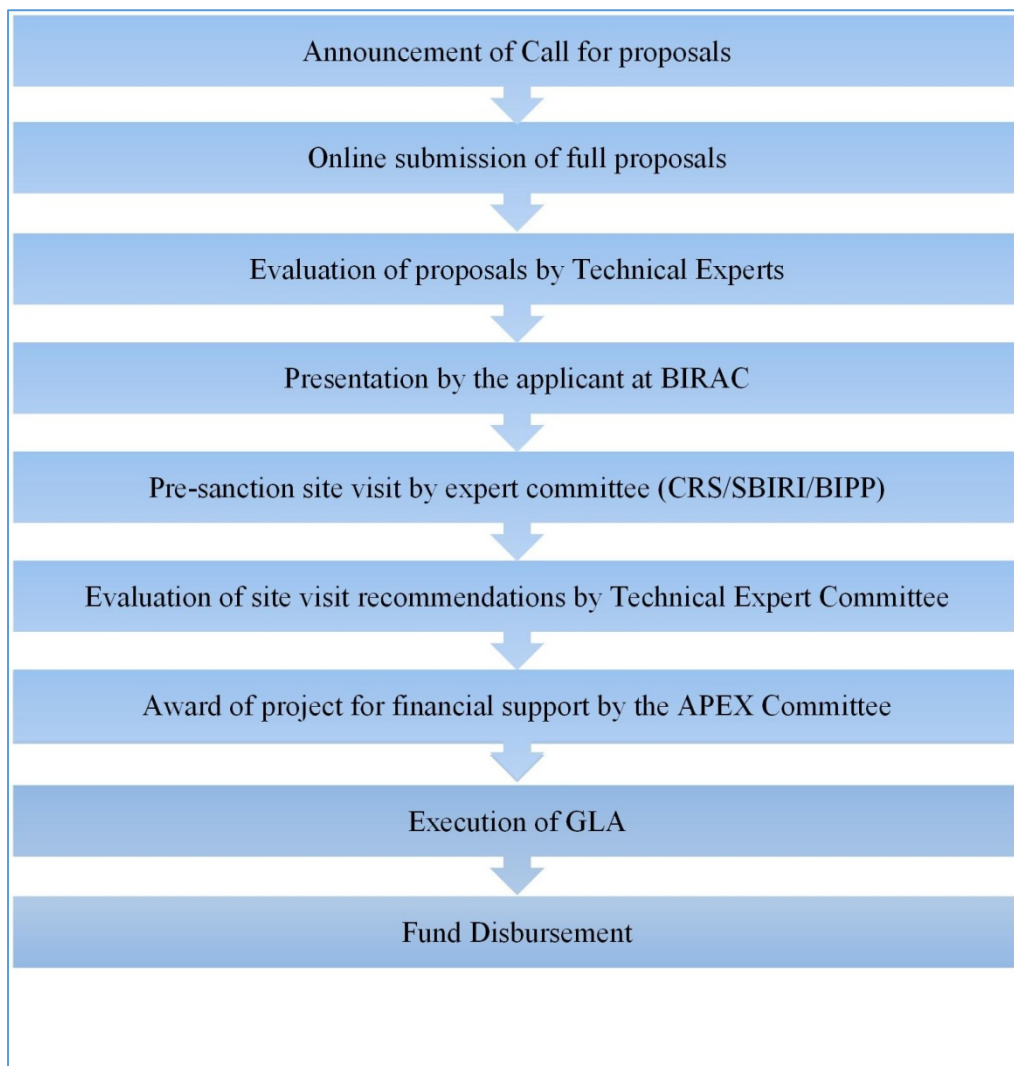 Announcement of Call for proposals
Online submission of full proposals
Evaluation of proposals by Technical Experts
Presentation by the applicant at BIRAC
Pre-sanction site visit by expert committee (CRS/SBIRI/BIPP)
Evaluation of site visit recommendations by Technical Expert Committee
Award of project for financial support by the APEX Committee
Execution of GLA
Fund Disbursement